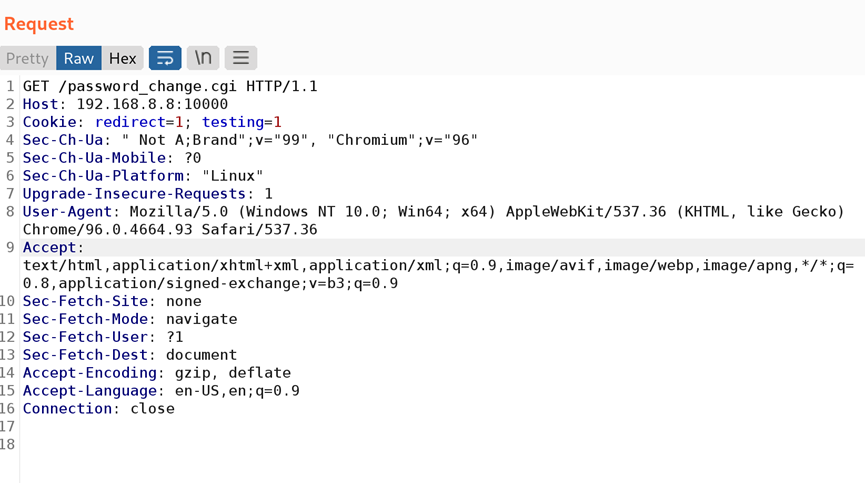 Request
Pretty Raw Hex \n
1 GET /password_change.cgi HTTP/1.1
2 Host: 192.168.8.8:10000
3 Cookie: redirect=1; testing=1
4 Sec-Ch-Ua: " Not A;Brand";v="99", "Chromium";v="96"
5 Sec-Ch-Ua-Mobile: ?0
6 Sec-Ch-Ua-Platform: "Linux"
7 Upgrade-Insecure-Requests: 1
8 User-Agent: Mozilla/5.0 (Windows NT 10.0; Win64; x64) AppleWebKit/537.36 (KHTML, like Gecko)
Chrome/96.0.4664.93 Safari/537.36
9 Accept:
text/html,application/xhtml+xml,application/xml;q=0.9,image/avif,image/webp,image/apng,*/*;q=
0.8,application/signed-exchange;v=b3;q=0.9
10 Sec-Fetch-Site: none
11 Sec-Fetch-Mode: navigate
12 Sec-Fetch-User: ?1
13 Sec-Fetch-Dest: document
14 Accept-Encoding: gzip, deflate
15 Accept-Language: en-US,en;q=0.9
16 Connection: close
17
18